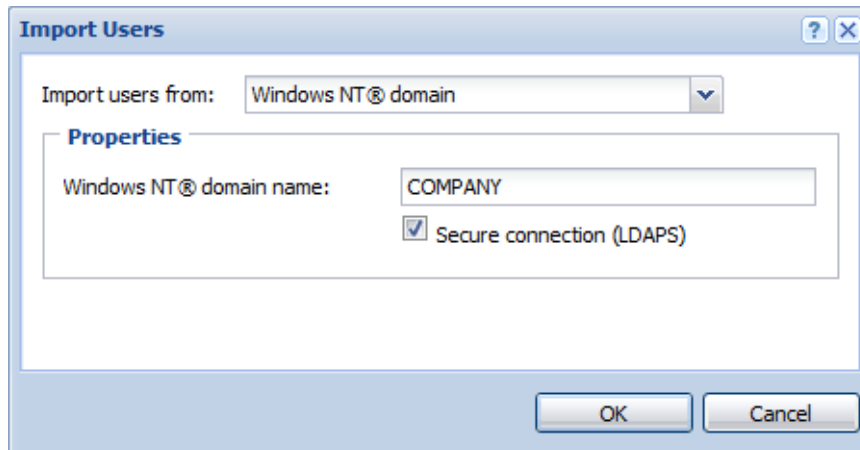 Import Users
?
Import users from: Windows NT® domain
Properties
Windows NT® domain name: COMPANY
Secure connection (LDAPS)
OK Cancel